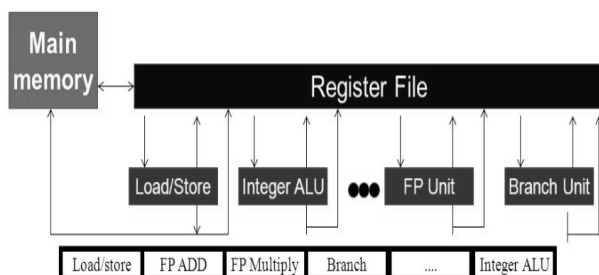 Main
memory
Register File
Load/Store Integer ALU FP Unit Branch Unit
Load/store FP ADD FP Multiply Branch .... Integer ALU